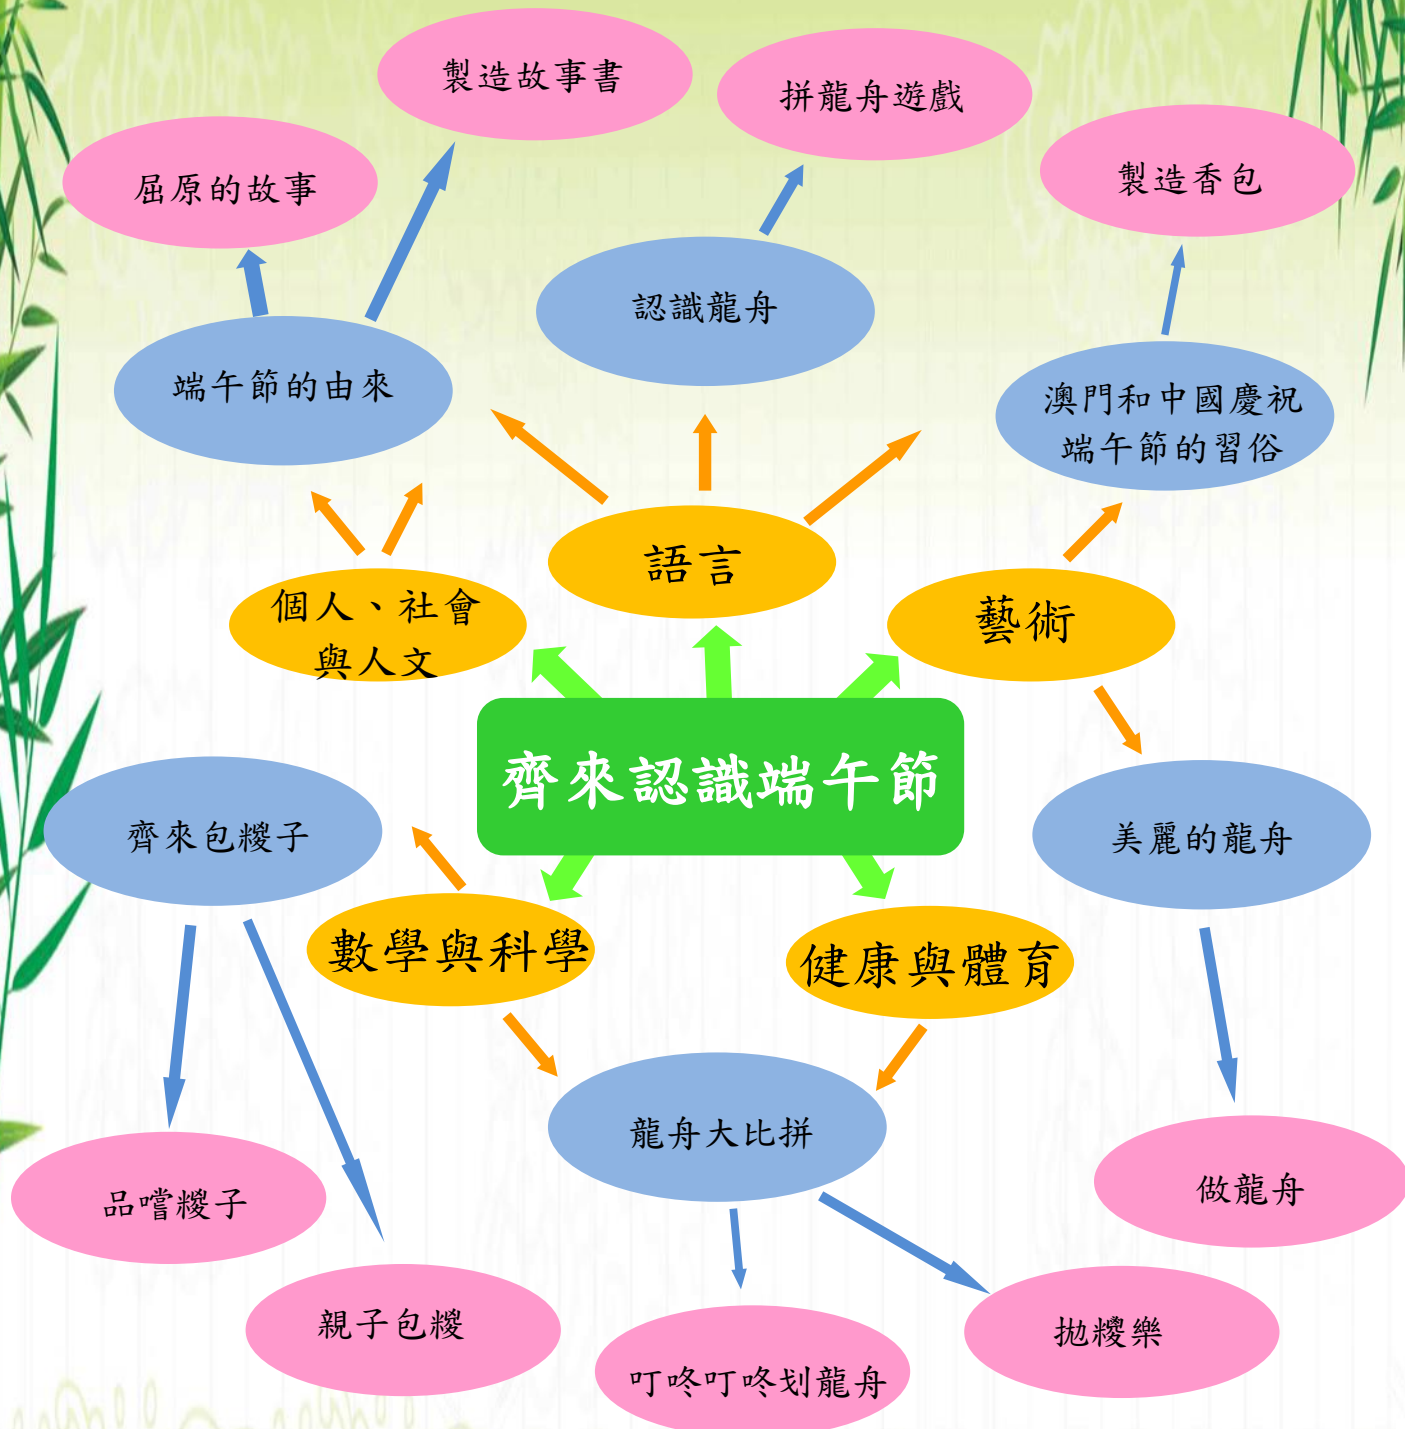 製造故事書
拼龍舟遊戲
屈原的故事
製造香包
認識龍舟
端午節的由來
澳門和中國慶祝
端午節的習俗
語言
個人、社會
與人文
藝術
齊來認識端午節
齊來包糉子
美麗的龍舟
數學與科學
健康與體育
龍舟大比拼
品嚐糉子
做龍舟
親子包糉
拋糉樂
叮咚叮咚划龍舟